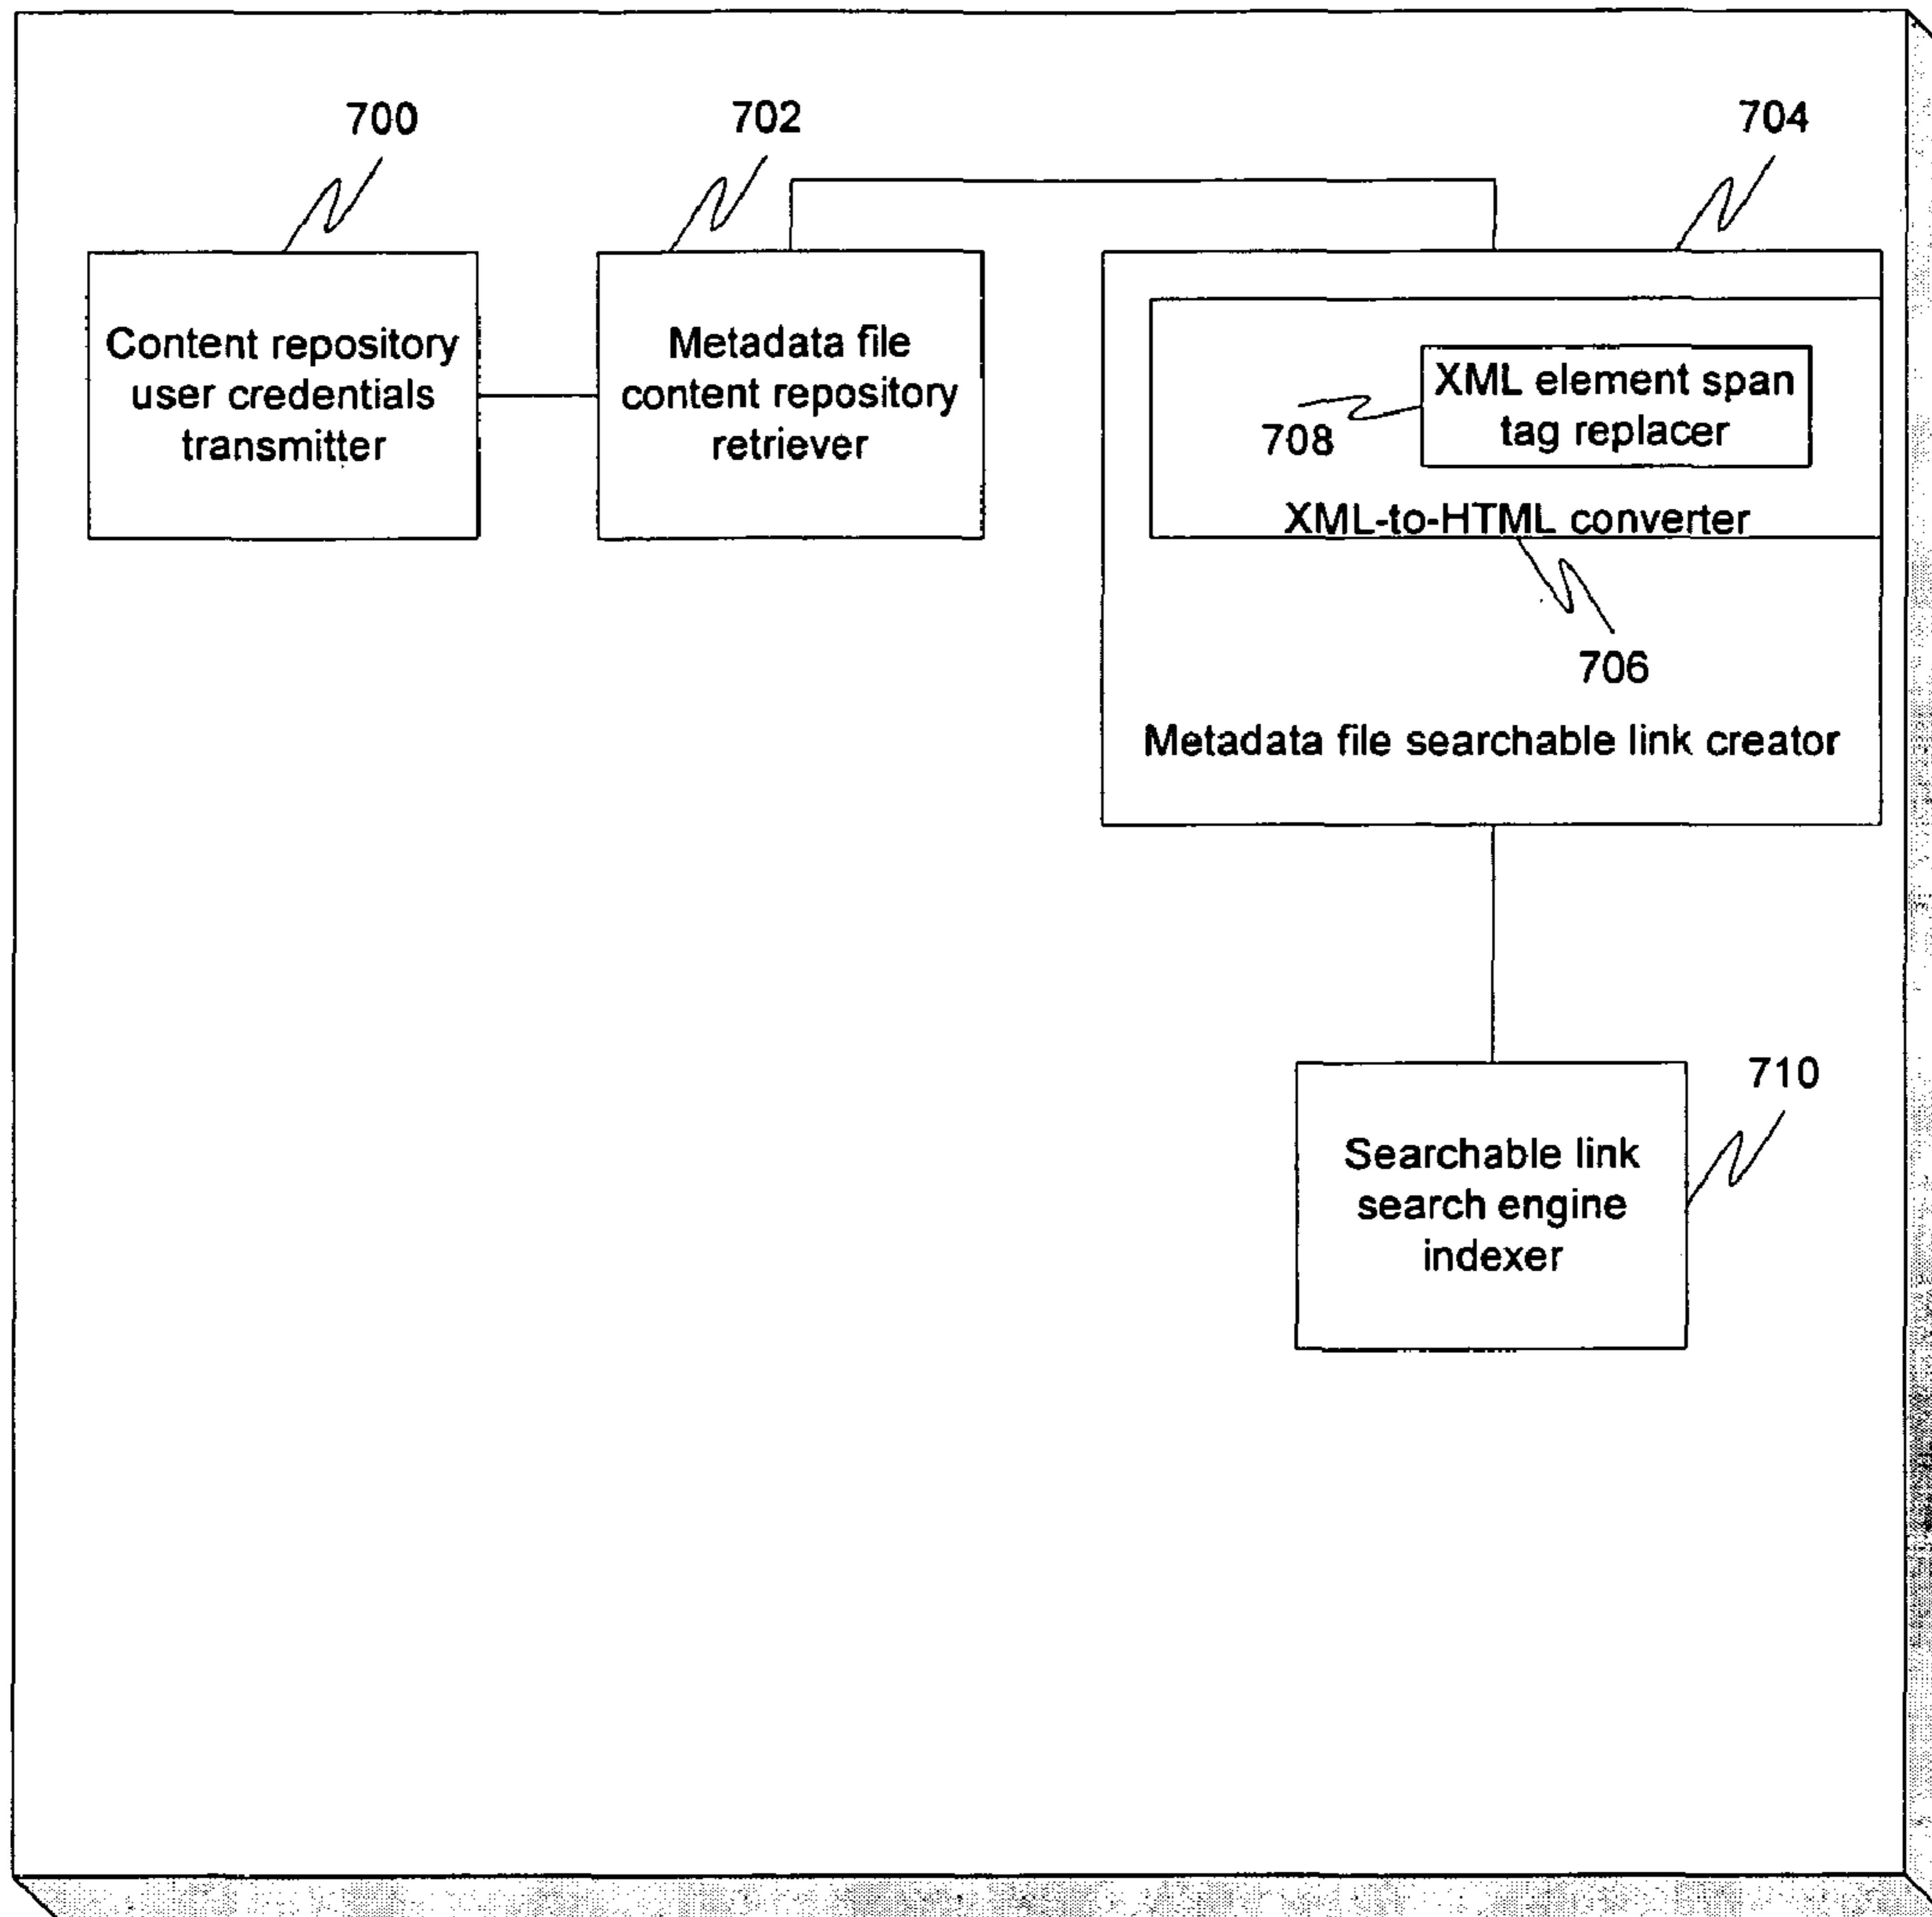 700
702
704
Content repository
user credentials
transmitter
Metadata file
content repository
retriever
XML element span
tag replacer
708
XML-to-HTML converter
706
Metadata file searchable link creator
710
Searchable link
search engine
indexer